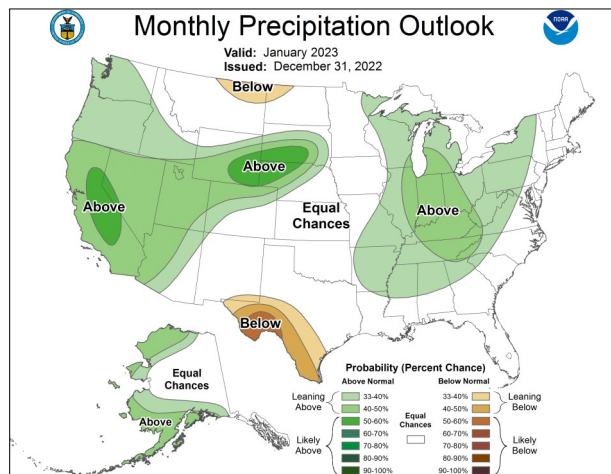 Monthly Precipitation Outlook
NOAA
Valid: January 2023
Issued: December 31, 2022
Below
Above
Above
Above
Equal
Chances
Below
Equal
Chances
Above
Probability (Percent Chance)
Above Normal
Below Normal
Leaning
Above
33-40%
40-50%
Likely
Above
50-60%
60-70%
70-80%
80-90%
90-100%
Equal
Chances
33-40%
40-50%
Leaning
Below
50-60%
60-70%
70-80%
80-90%
90-100%
Likely
Below